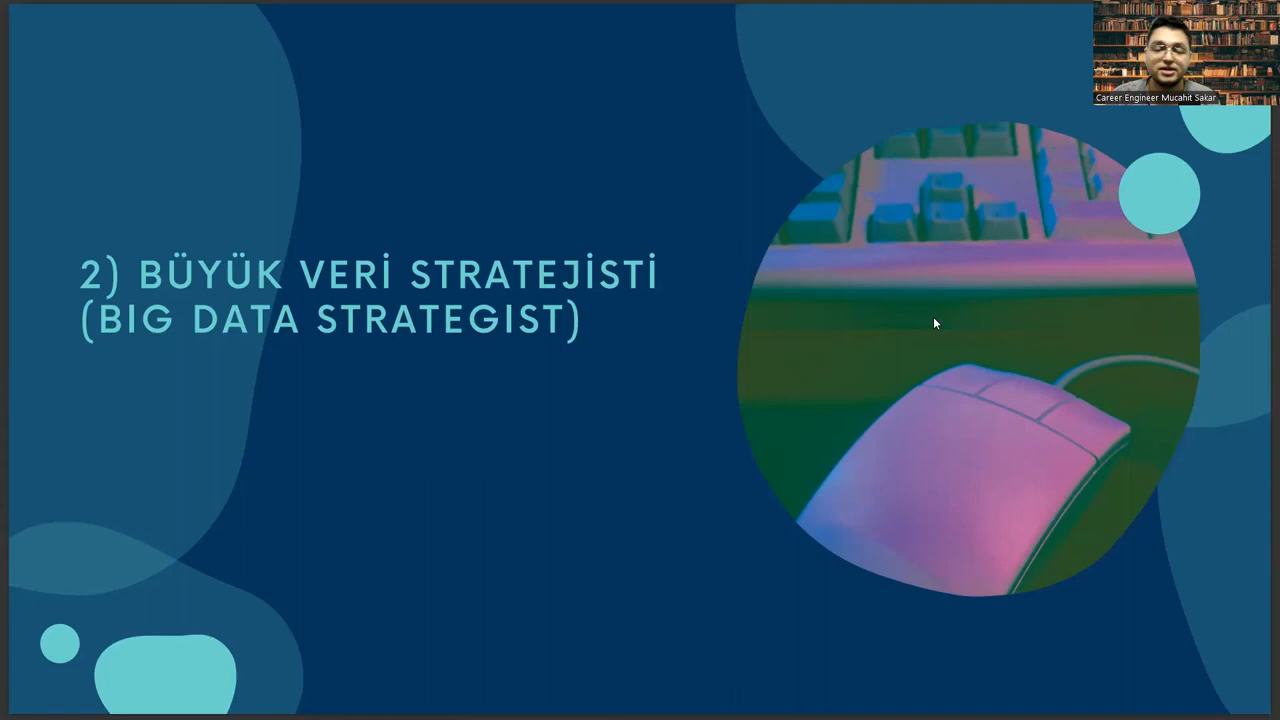 Career Engineer Mucahit Sakar
2) BÜYÜK VERİ STRATEJİSTİ
(BIG DATA STRATEGIST)